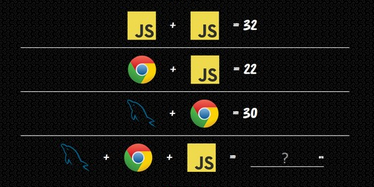 JS + JS = 32
+ JS = 22
+ = 30
+ + JS = ?